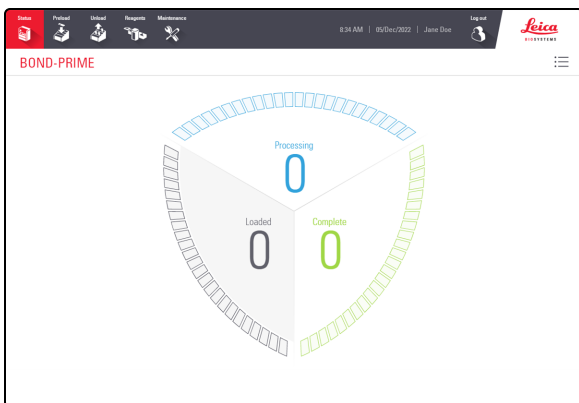 Status Preload Unload Reagents Maintenance
8:34 AM | 05/Dec/2022 | Jane Doe
Log out
Leica
BIOSYSTEMS
BOND-PRIME
Processing
0
Loaded
0
Complete
0